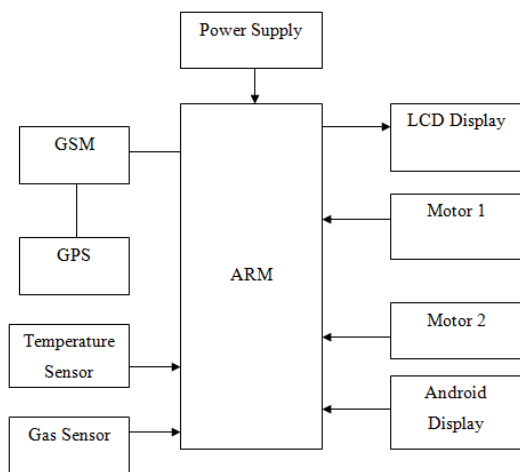 Power Supply
LCD Display
GSM
Motor 1
GPS
ARM
Motor 2
Temperature
Sensor
Android
Display
Gas Sensor